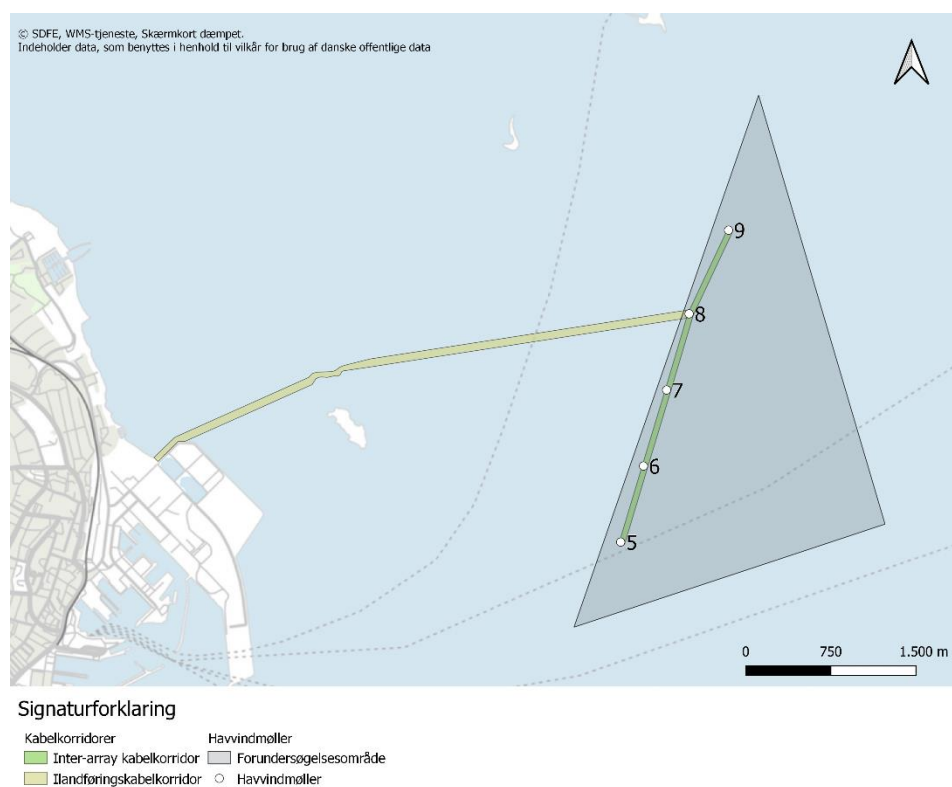 © SDFE, WMS-tjeneste, Skærmkort dæmpet.
Indeholder data, som benyttes i henhold til vilkår for brug af danske offentlige data
9
8
7
6
5
0 750 1.500 m
Signaturforklaring
Kabelkorridorer Havvindmøller
Inter-array kabelkorridor Forundersøgelsesområde
Ilandføringskabelkorridor Havvindmøller